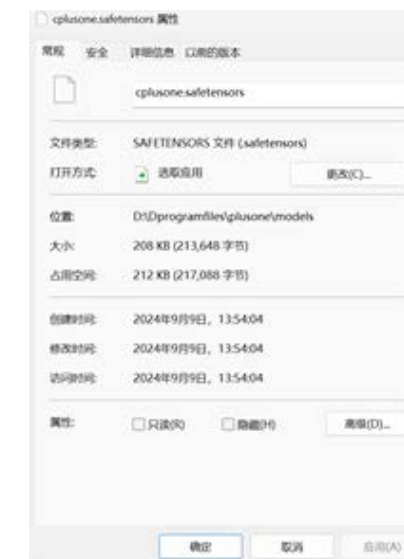 cplusone.safetensors 属性
常规 安全 详细信息 以前的版本
cplusone.safetensors
文件类型: SAFETENSORS 文件 (.safetensors)
打开方式: 选取应用 更改(C)...
位置: D:\Dprogramfiles\plusone\models
大小: 208 KB (213,648 字节)
占用空间: 212 KB (217,088 字节)
创建时间: 2024年9月9日，13:54:04
修改时间: 2024年9月9日，13:54:04
访问时间: 2024年9月9日，13:54:04
属性: 只读(R) 隐藏(H) 高级(D)...
确定 取消 应用(A)